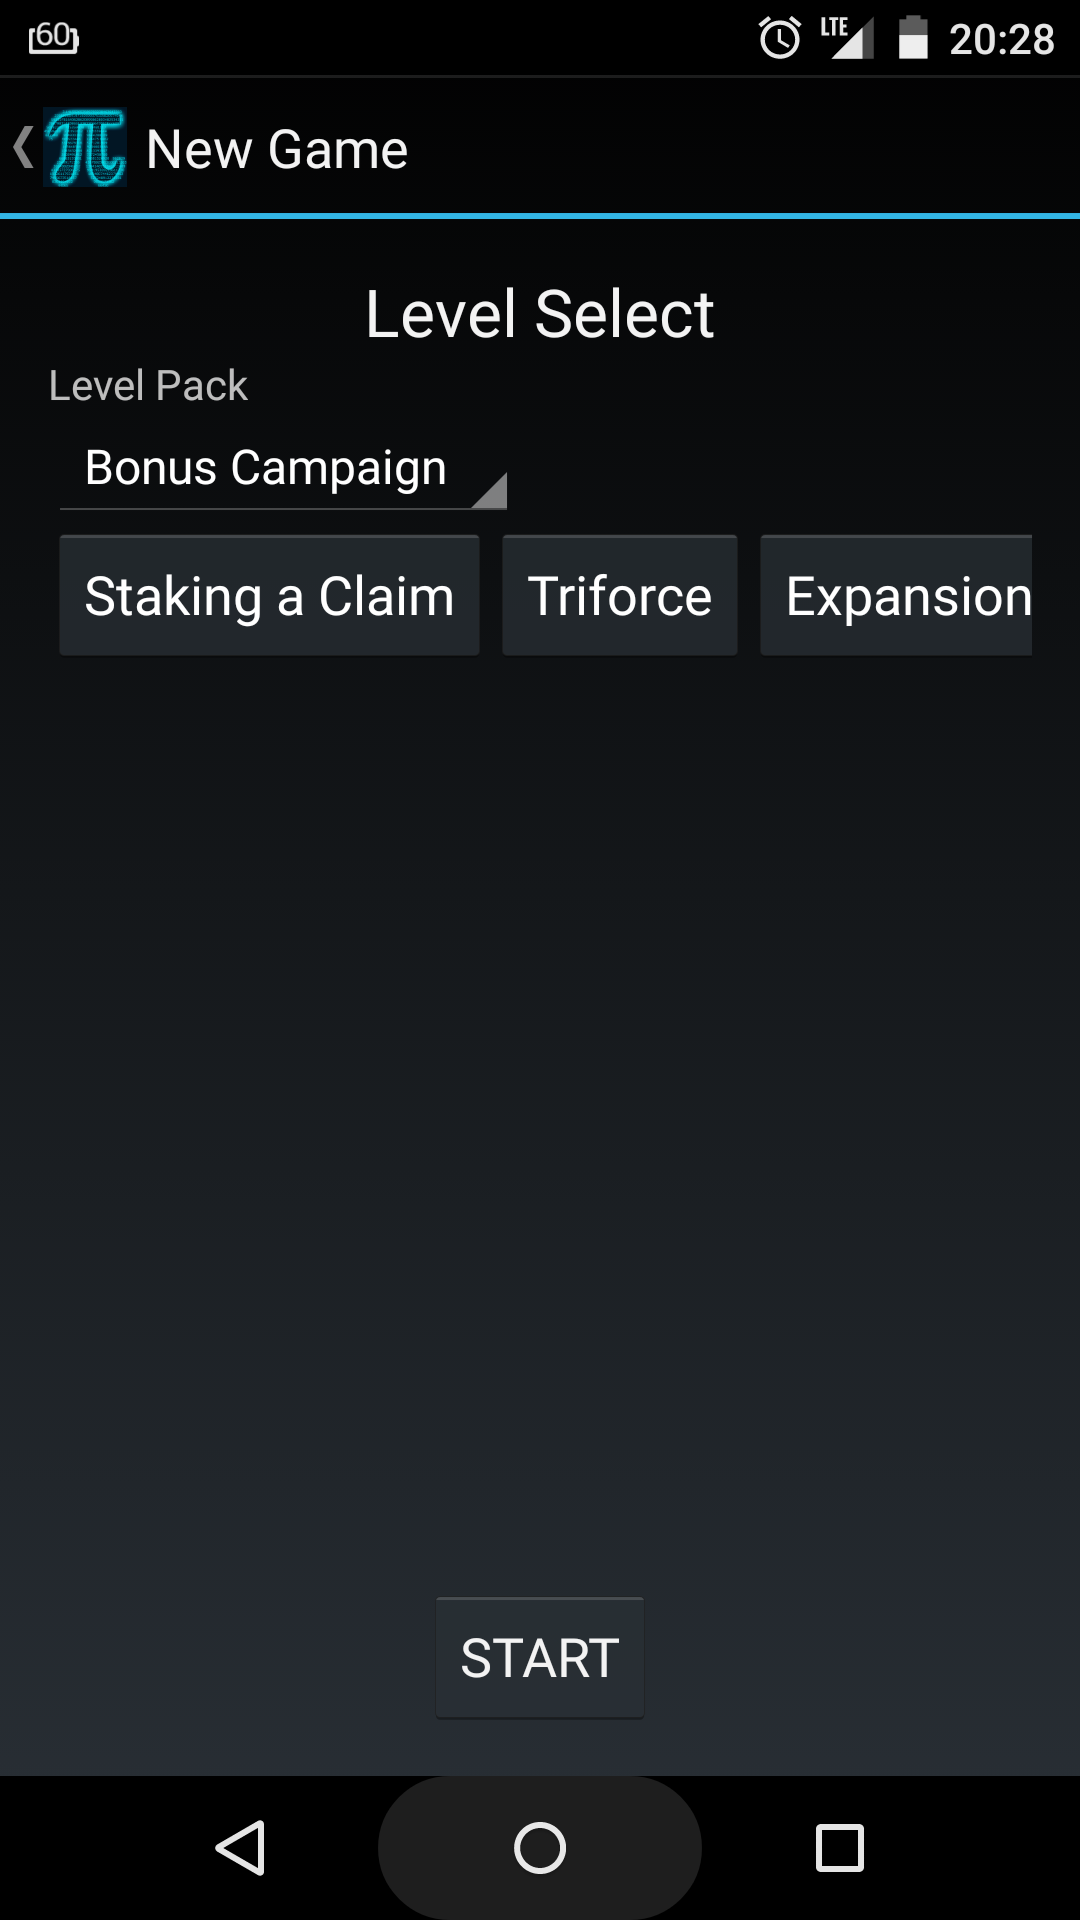 60
LTE 20:28
π New Game
Level Select
Level Pack
Bonus Campaign
Staking a Claim Triforce Expansion
START